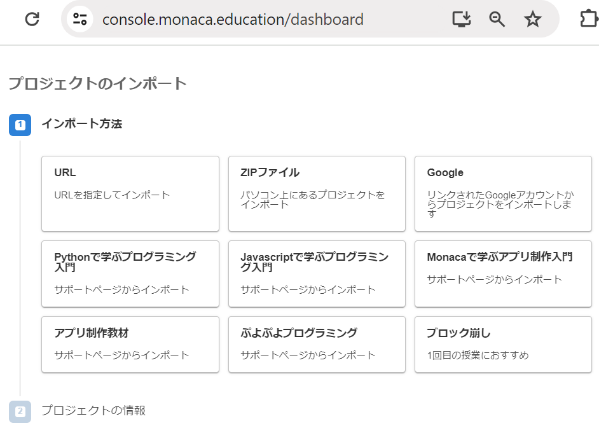 console.monaca.education/dashboard
プロジェクトのインポート
1 インポート方法
URL
URLを指定してインポート
ZIPファイル
パソコン上にあるプロジェクトを
インポート
Google
リンクされたGoogleアカウントか
らプロジェクトをインポートしま
す
Pythonで学ぶプログラミング
入門
サポートページからインポート
Javascriptで学ぶプログラミン
グ入門
サポートページからインポート
Monacaで学ぶアプリ制作入門
サポートページからインポート
アプリ制作教材
サポートページからインポート
ぷよぷよプログラミング
サポートページからインポート
ブロック崩し
1回目の授業におすすめ
2 プロジェクトの情報